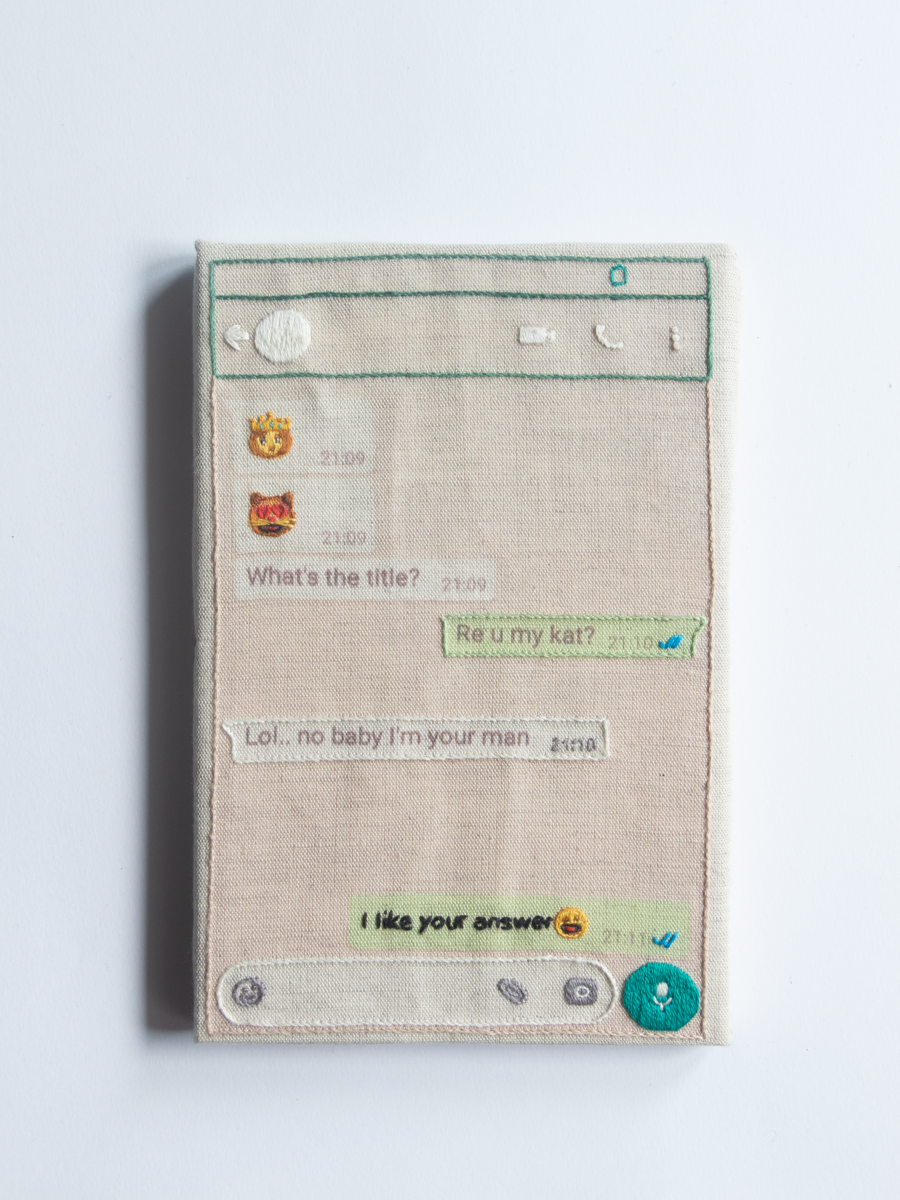 21:09
21:09
What's the title? 21:09
Re u my kat? 21:10
Lol.. no baby I'm your man 21:10
I like your answer 21:11